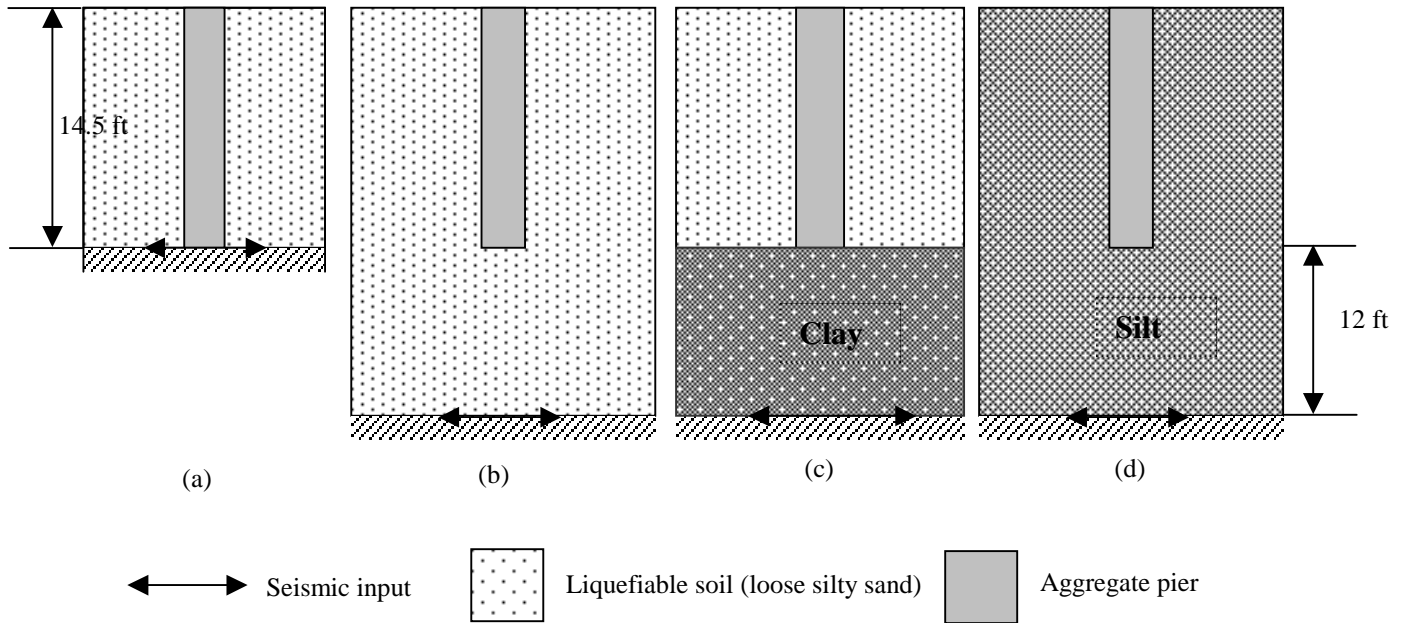 14.5 ft
Clay
Silt
12 ft
(a)
(b)
(c)
(d)
Seismic input
Liquefiable soil (loose silty sand)
Aggregate pier